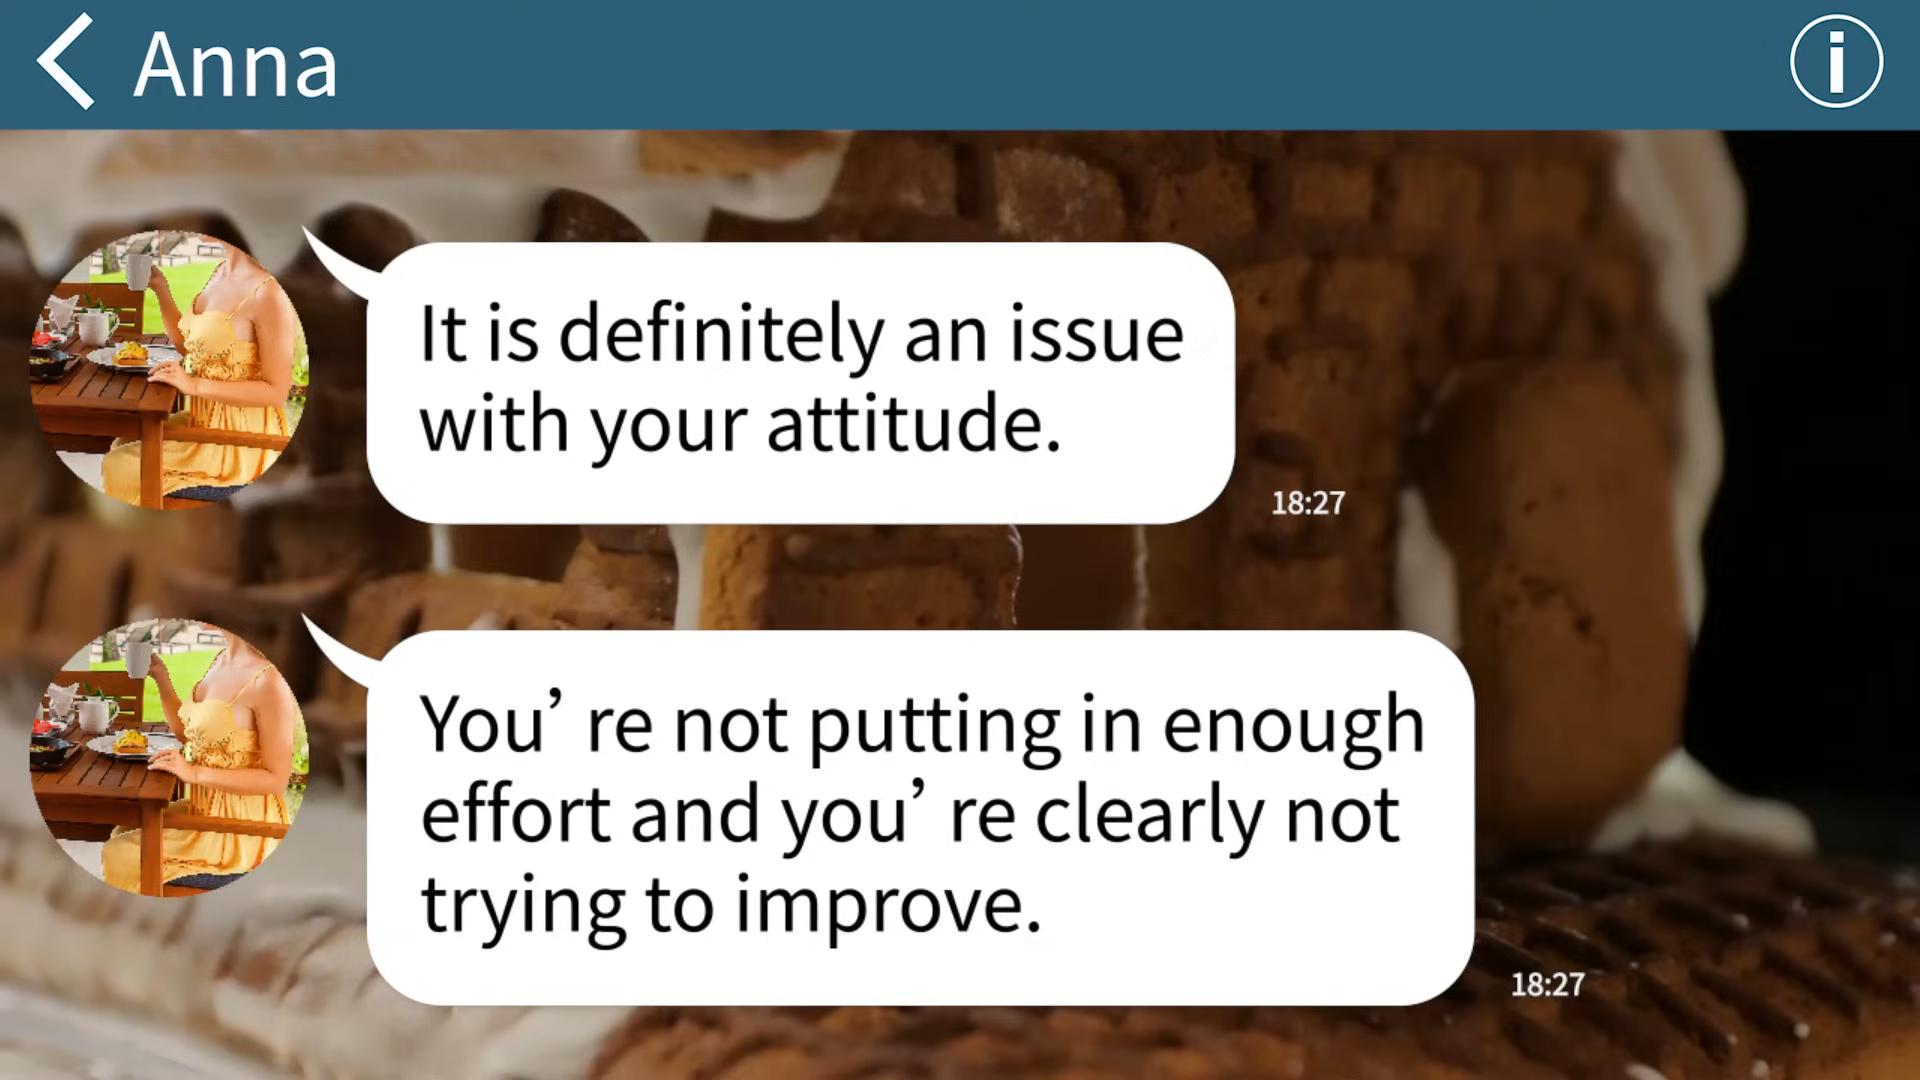 Anna
It is definitely an issue
with your attitude.
18:27
You’ re not putting in enough
effort and you’ re clearly not
trying to improve.
18:27